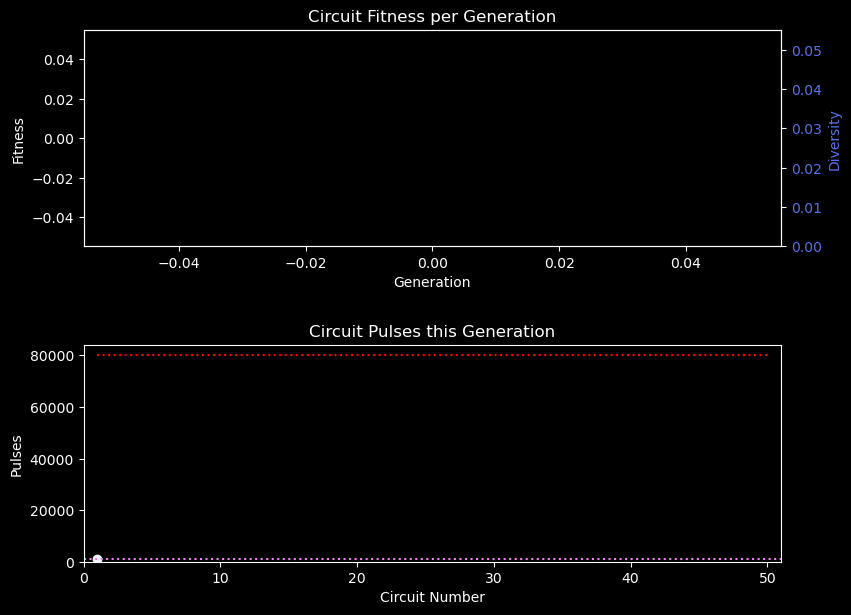 Circuit Fitness per Generation
0.04
0.02
0.00
−0.02
−0.04
Fitness
0.05
0.04
0.03
0.02
0.01
0.00
Diversity
−0.04 −0.02 0.00 0.02 0.04
Generation
Circuit Pulses this Generation
80000
60000
40000
20000
0
Pulses
0 10 20 30 40 50
Circuit Number